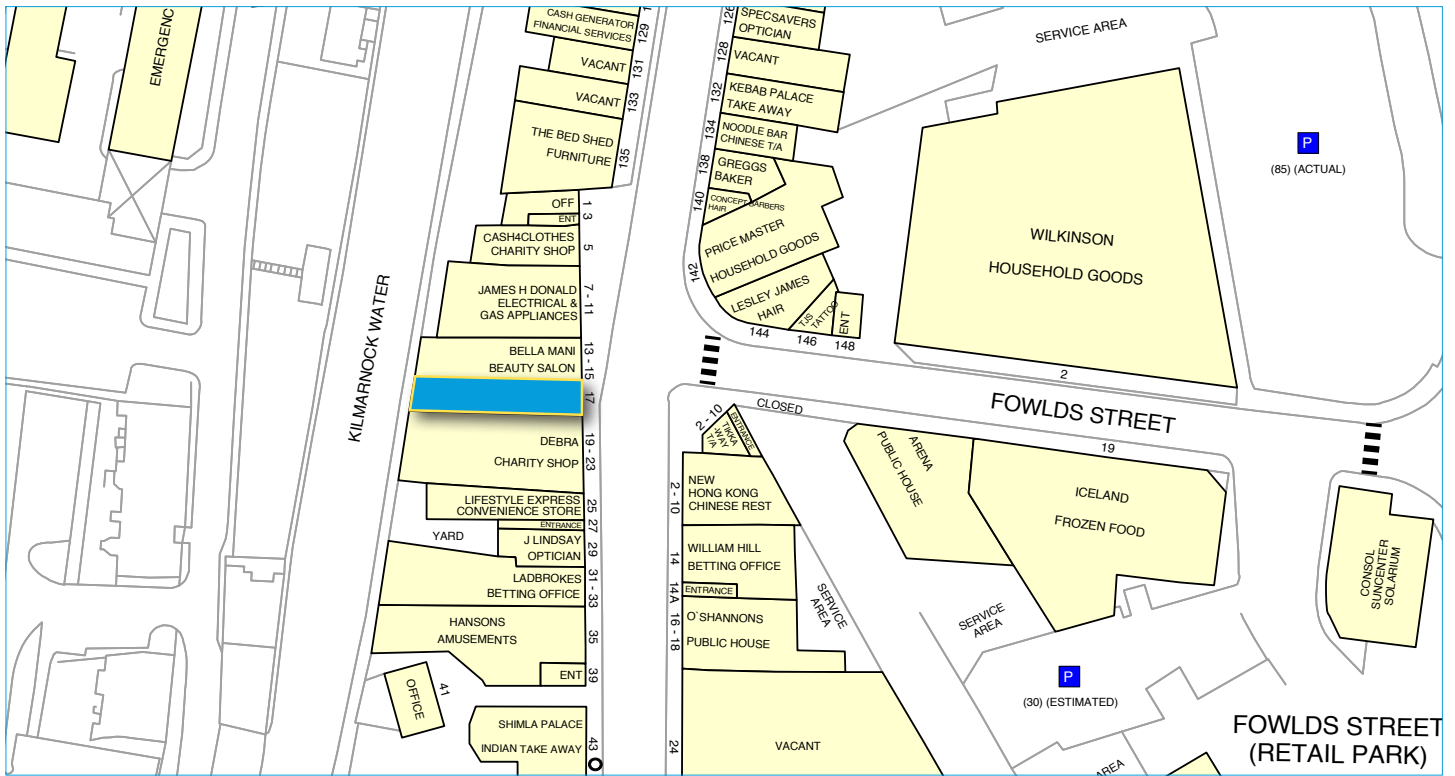 EMERGENC
CASH GENERATOR
FINANCIAL SERVICES
129
VACANT
131
VACANT
133
THE BED SHED
FURNITURE
135
OFF
1
ENT
3
CASH4CLOTHES
CHARITY SHOP
5
JAMES H DONALD
ELECTRICAL &
GAS APPLIANCES
7 - 11
BELLA MANI
BEAUTY SALON
13 - 15
17
DEBRA
CHARITY SHOP
19 - 23
LIFESTYLE EXPRESS
CONVENIENCE STORE
25
ENTRANCE
27
YARD
J LINDSAY
OPTICIAN
29
LADBROKES
BETTING OFFICE
31 - 33
HANSONS
AMUSEMENTS
35
ENT
39
OFFICE
41
SHIMLA PALACE
INDIAN TAKE AWAY
43
KILMARNOCK WATER
126
SPECSAVERS
OPTICIAN
128
VACANT
132
KEBAB PALACE
TAKE AWAY
134
NOODLE BAR
CHINESE T/A
138
GREGGS
BAKER
140
CONCEPT BARBERS
HAIR
142
PRICE MASTER
HOUSEHOLD GOODS
LESLEY JAMES
HAIR
144
TJS
TATTOO
146
ENT
148
SERVICE AREA
WILKINSON
HOUSEHOLD GOODS
2
P
(85) (ACTUAL)
FOWLDS STREET
CLOSED
2 - 10
TIKKA
-WAY
T/A
ENTRANCE
2 - 10
NEW
HONG KONG
CHINESE REST
14
WILLIAM HILL
BETTING OFFICE
14A
ENTRANCE
16 - 18
O`SHANNONS
PUBLIC HOUSE
24
VACANT
SERVICE
AREA
ARENA
PUBLIC HOUSE
19
ICELAND
FROZEN FOOD
SERVICE
AREA
CONSOL
SUNCENTER
SOLARIUM
P
(30) (ESTIMATED)
FOWLDS STREET
(RETAIL PARK)
AREA